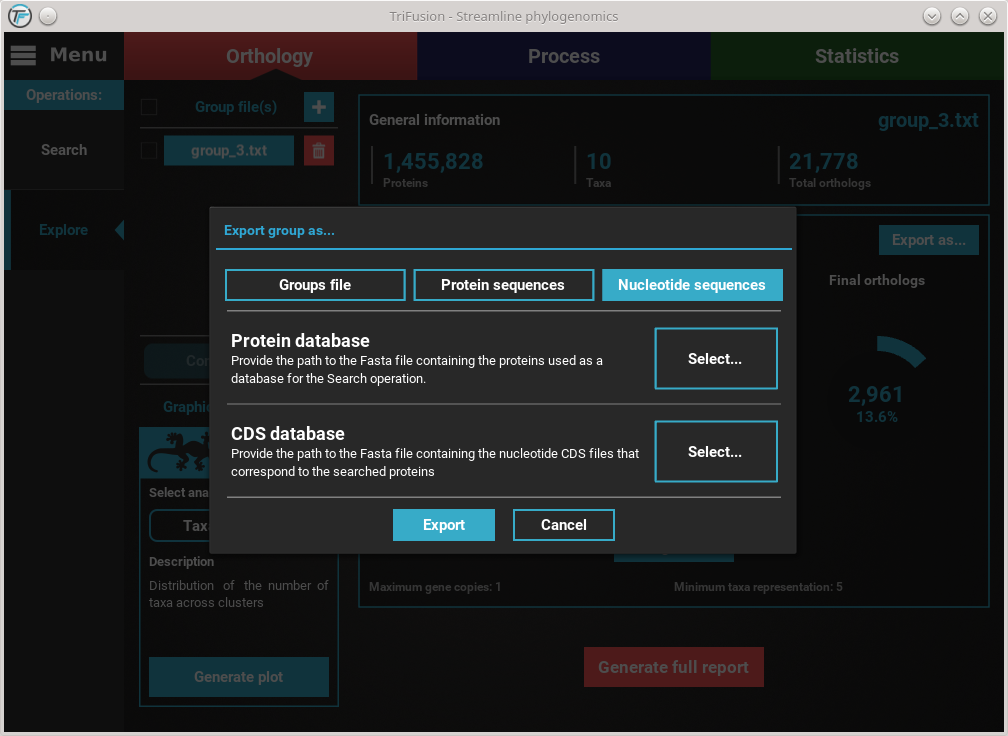 TriFusion - Streamline phylogenomics
Menu
Orthology
Process
Statistics
Operations:
Search
Explore
Group file(s)
+
group_3.txt
General information
group_3.txt
1,455,828
Proteins
10
Taxa
21,778
Total orthologs
Export as...
Final orthologs
2,961
13.6%
Export group as...
Groups file
Protein sequences
Nucleotide sequences
Protein database
Provide the path to the Fasta file containing the proteins used as a
database for the Search operation.
Select...
CDS database
Provide the path to the Fasta file containing the nucleotide CDS files that
correspond to the searched proteins
Select...
Export
Cancel
Select
Description
Distribution of the number of
taxa across clusters
Generate plot
Maximum gene copies: 1
Minimum taxa representation: 5
Generate full report